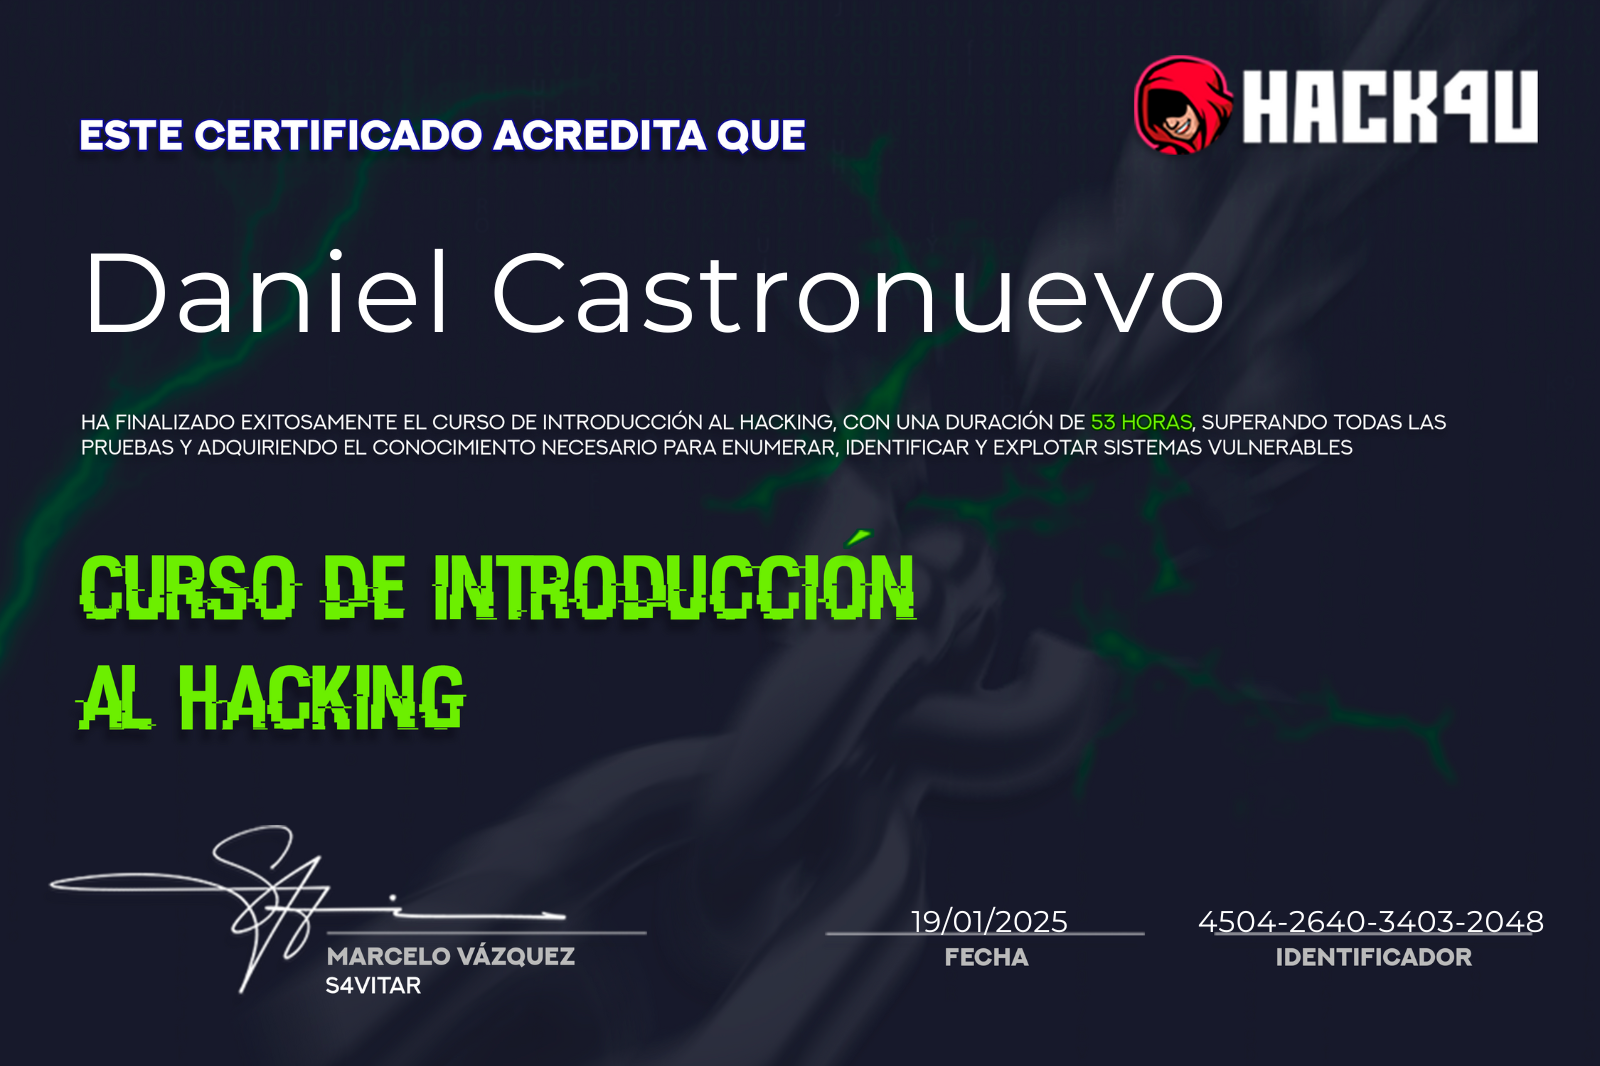 HACK4U
ESTE CERTIFICADO ACREDITA QUE
Daniel Castronuevo
HA FINALIZADO EXITOSAMENTE EL CURSO DE INTRODUCCIÓN AL HACKING, CON UNA DURACIÓN DE 53 HORAS, SUPERANDO TODAS LAS
PRUEBAS Y ADQUIRIENDO EL CONOCIMIENTO NECESARIO PARA ENUMERAR, IDENTIFICAR Y EXPLOTAR SISTEMAS VULNERABLES
CURSO DE INTRODUCCIÓN
AL HACKING
MARCELO VÁZQUEZ
S4VITAR
19/01/2025
FECHA
4504-2640-3403-2048
IDENTIFICADOR